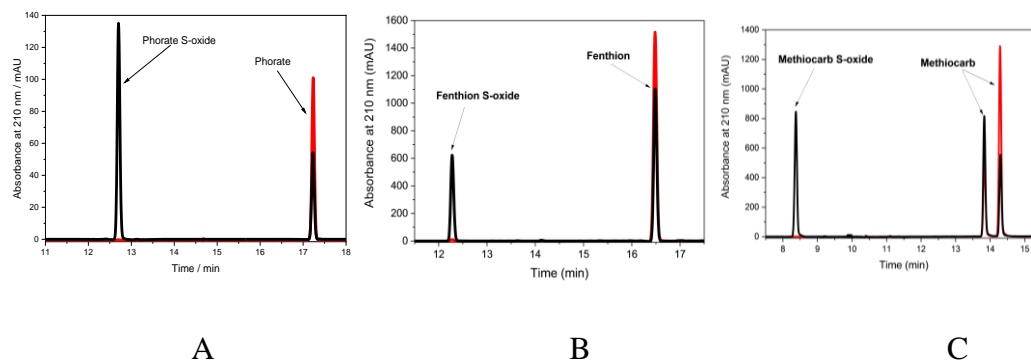 140
120
100
80
60
40
20
0
Absorbance at 210 nm / mAU
Phorate S-oxide
Phorate
11 12 13 14 15 16 17 18
Time / min
A
1600
1400
1200
1000
800
600
400
200
0
Absorbance at 210 nm (mAU)
Fenthion
Fenthion S-oxide
12 13 14 15 16 17
Time (min)
B
1400
1200
1000
800
600
400
200
0
Absorbance at 210 nm (mAU)
Methiocarb S-oxide
Methiocarb
8 9 10 11 12 13 14 15
Time (min)
C